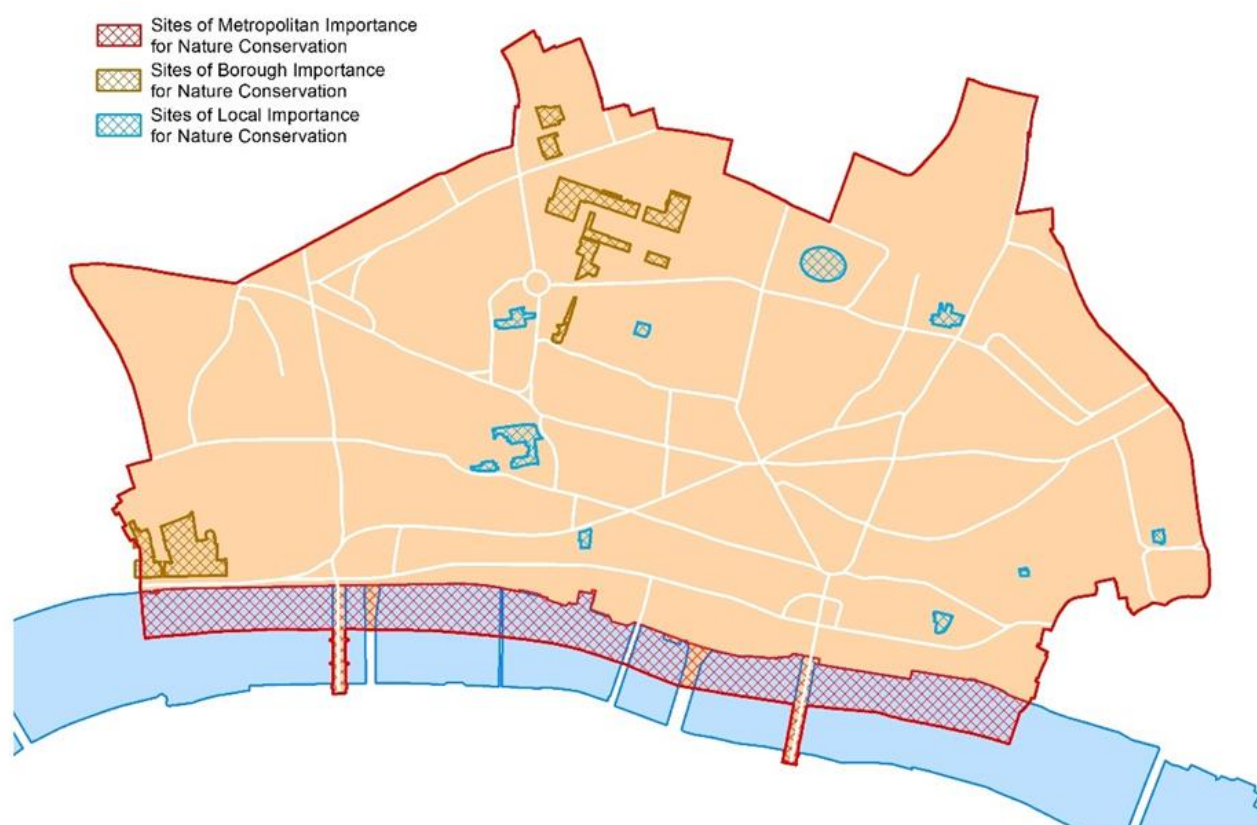 Sites of Metropolitan Importance
for Nature Conservation
Sites of Borough Importance
for Nature Conservation
Sites of Local Importance
for Nature Conservation